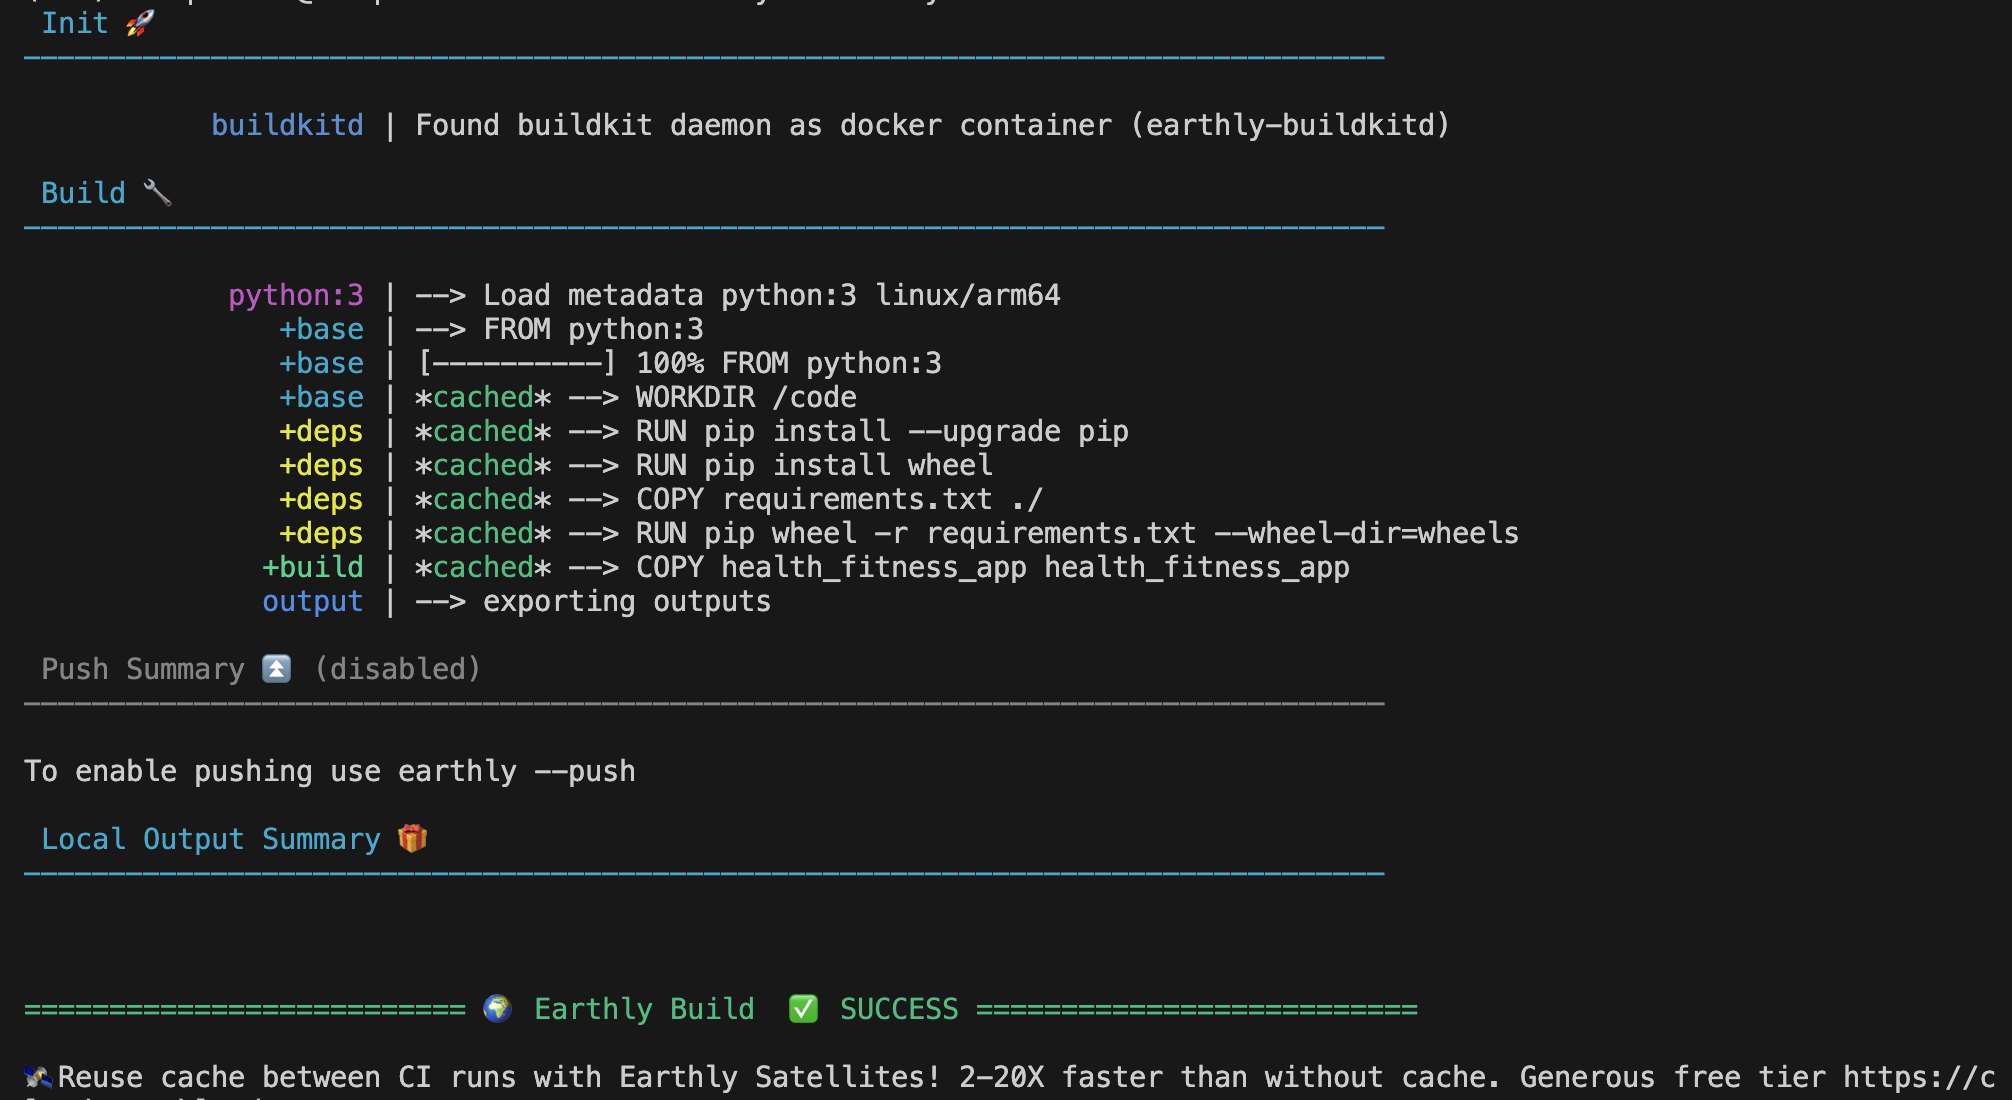 Init 🚀
buildkitd | Found buildkit daemon as docker container (earthly-buildkitd)
Build 🔧
python:3 | --> Load metadata python:3 linux/arm64
+base | --> FROM python:3
+base | [----------] 100% FROM python:3
+base | *cached* --> WORKDIR /code
+deps | *cached* --> RUN pip install --upgrade pip
+deps | *cached* --> RUN pip install wheel
+deps | *cached* --> COPY requirements.txt ./
+deps | *cached* --> RUN pip wheel -r requirements.txt --wheel-dir=wheels
+build | *cached* --> COPY health_fitness_app health_fitness_app
output | --> exporting outputs
Push Summary ⏫ (disabled)
To enable pushing use earthly --push
Local Output Summary 🎁
========================== 🌍 Earthly Build ✅ SUCCESS ==========================
🛰️Reuse cache between CI runs with Earthly Satellites! 2-20X faster than without cache. Generous free tier https://c